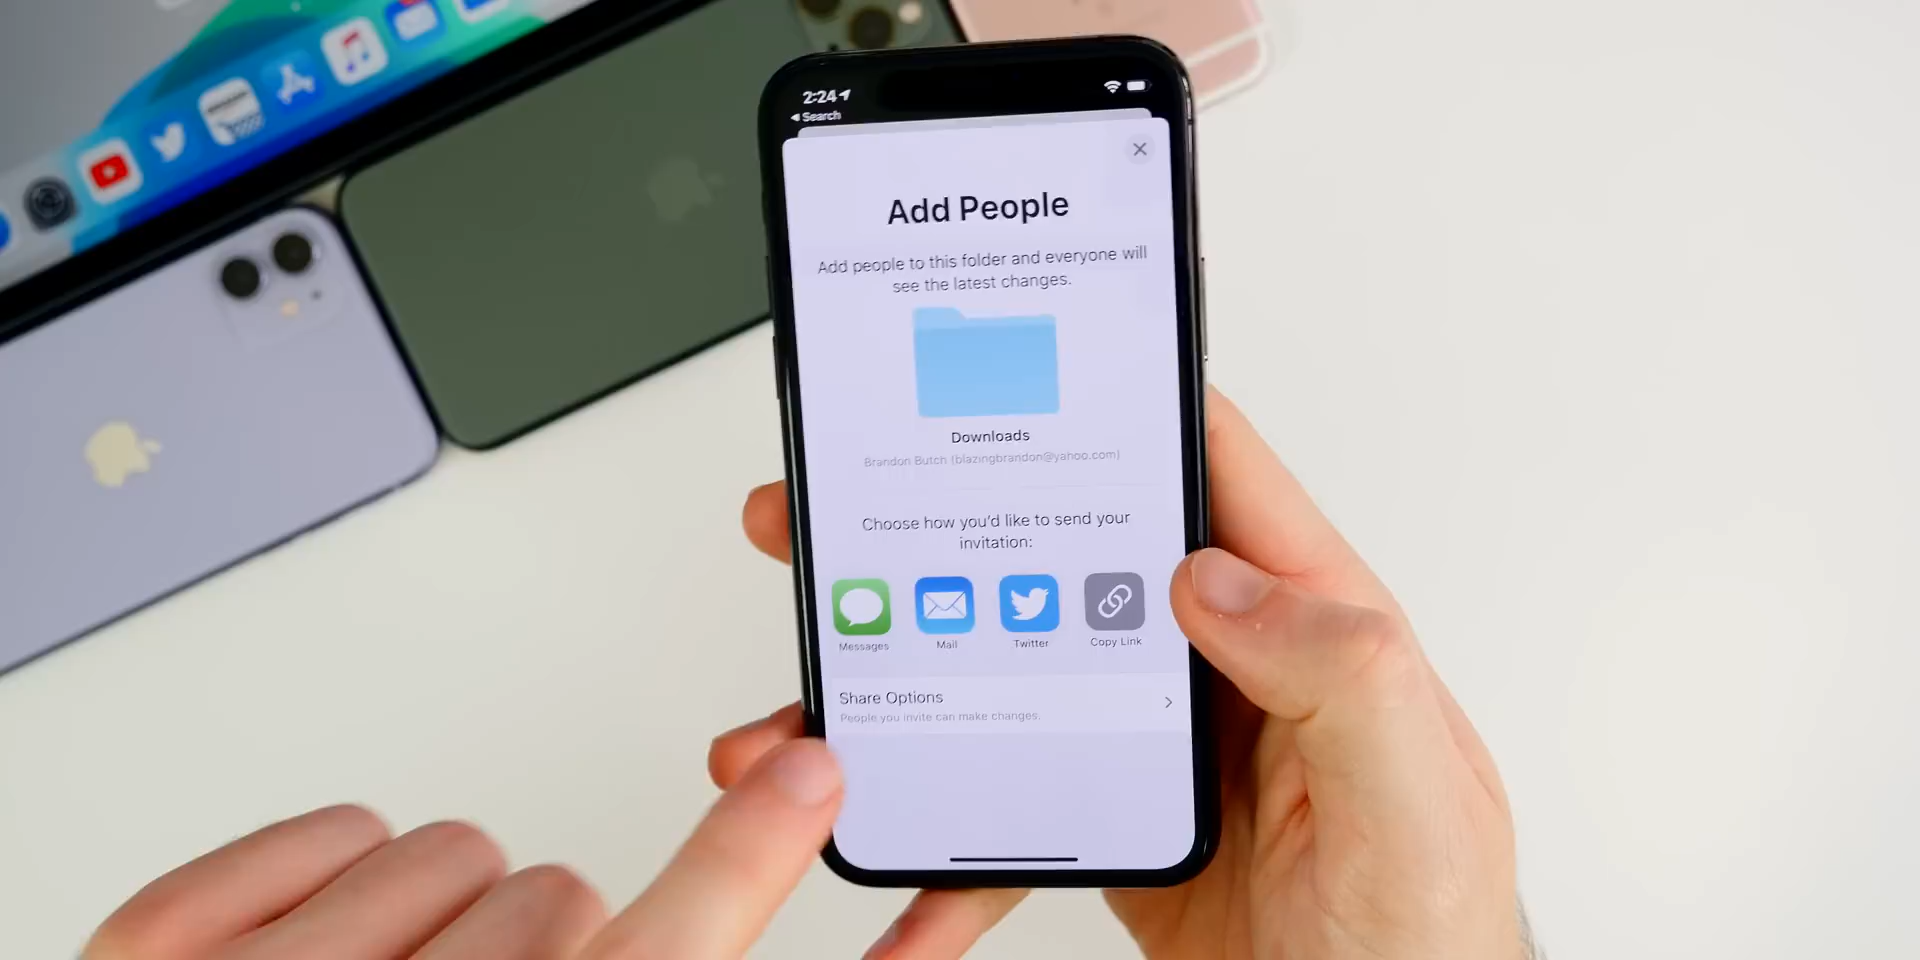 2:24
Search
Add People
Add people to this folder and everyone will
see the latest changes.
Downloads
Brandon Butch (blazingbrandon@yahoo.com)
Choose how you'd like to send your
invitation:
Messages
Mail
Twitter
Copy Link
Share Options
People you invite can make changes.